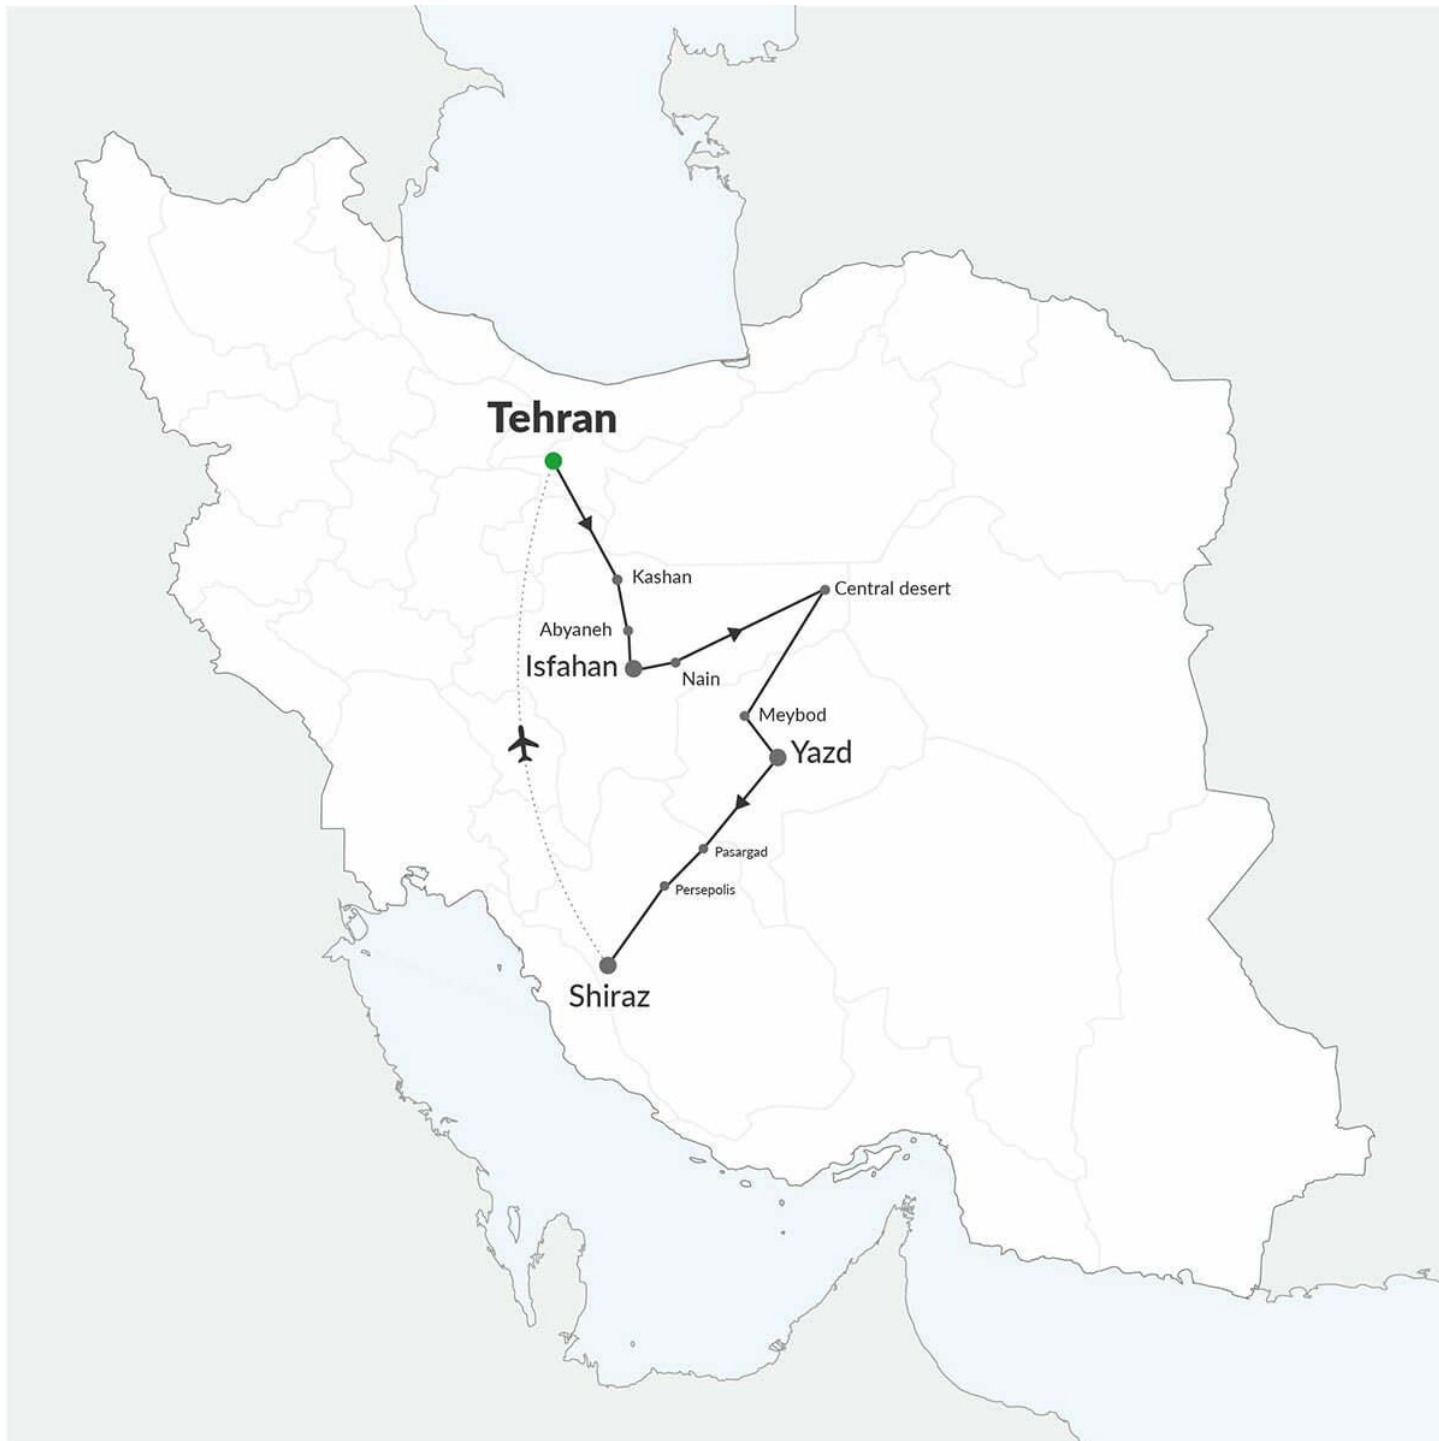 Tehran
Kashan
Central desert
Abyaneh
Isfahan
Nain
Meybod
Yazd
Pasargad
Persepolis
Shiraz